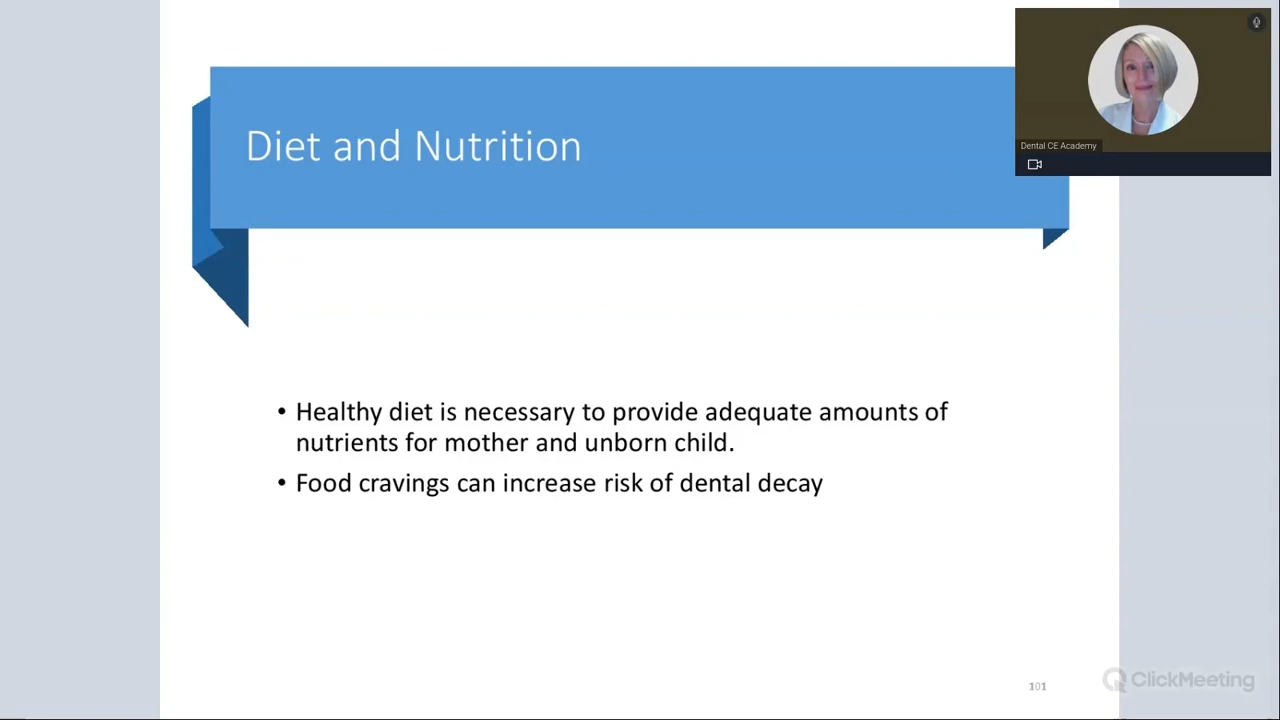 Diet and Nutrition
Dental CE Academy
• Healthy diet is necessary to provide adequate amounts of
nutrients for mother and unborn child.
• Food cravings can increase risk of dental decay
101
ClickMeeting